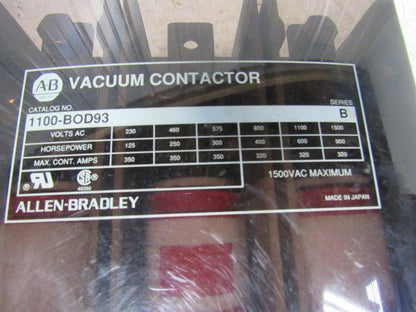 AB VACUUM CONTACTOR
CATALOG NO. SERIES
1100-BOD93 B
VOLTS AC 230 460 575 800 1100 1500
HORSEPOWER 125 250 300 400 600 900
MAX. CONT. AMPS 350 350 350 320 320 320
1500VAC MAXIMUM
ALLEN-BRADLEY MADE IN JAPAN